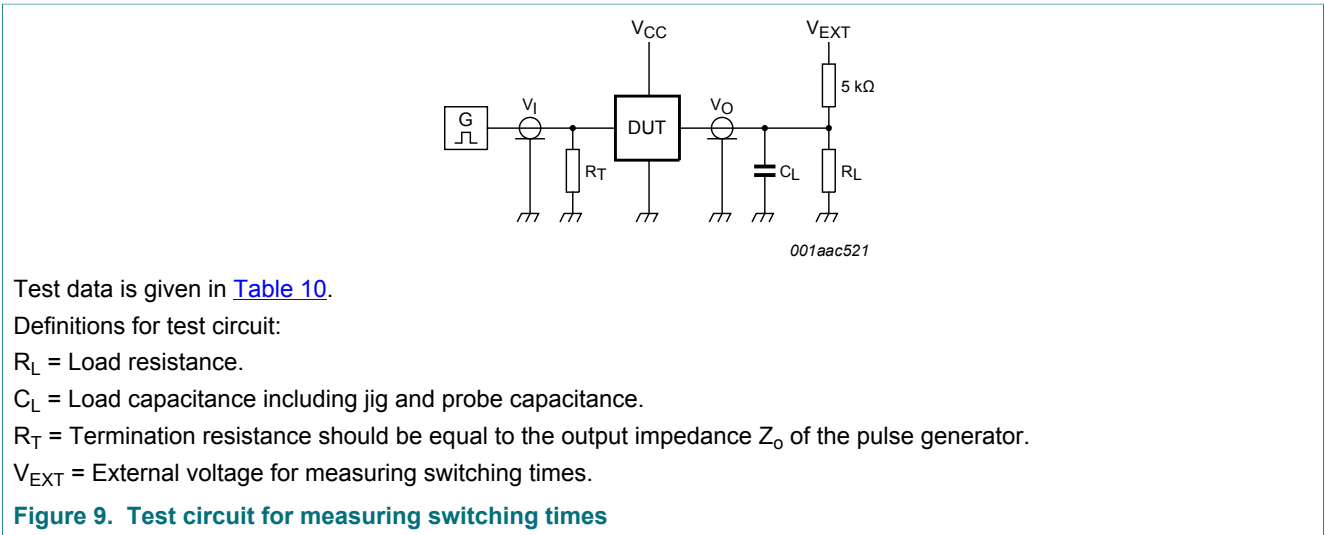 VCC
VEXT
5 kΩ
G
VI
DUT
VO
RT
CL
RL
001aac521
Test data is given in Table 10.
Definitions for test circuit:
RL = Load resistance.
CL = Load capacitance including jig and probe capacitance.
RT = Termination resistance should be equal to the output impedance Zo of the pulse generator.
VEXT = External voltage for measuring switching times.
Figure 9. Test circuit for measuring switching times